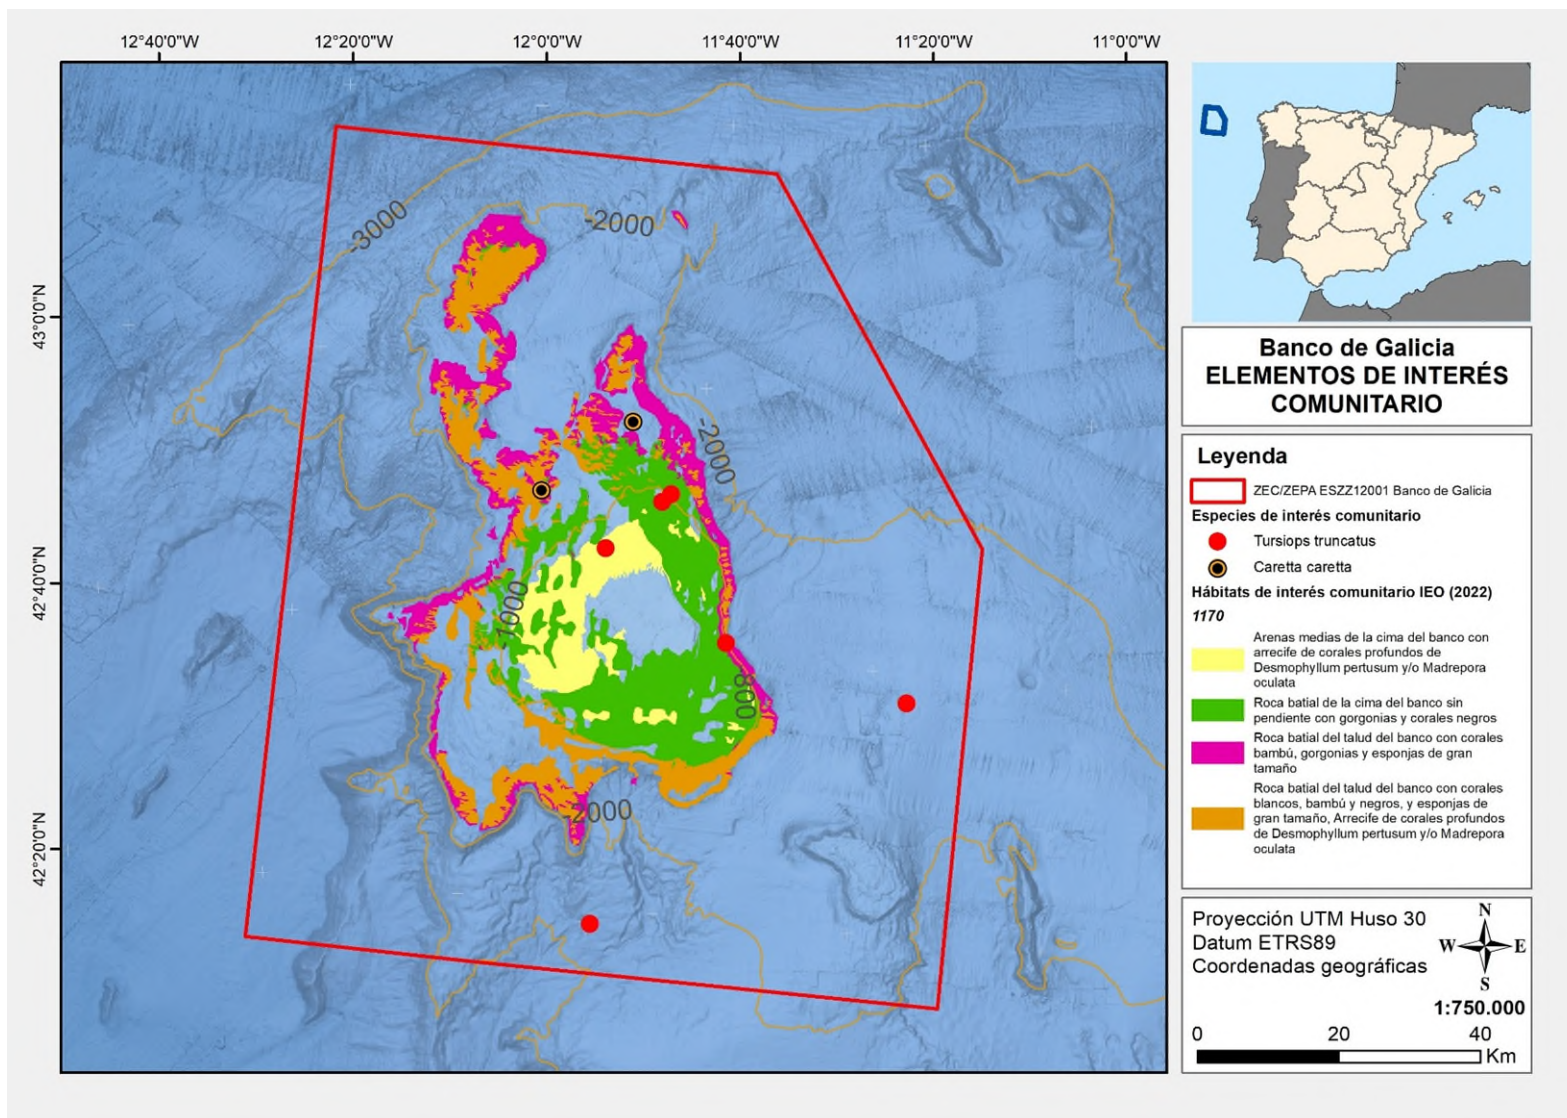 12°40'0"W 12°20'0"W 12°0'0"W 11°40'0"W 11°20'0"W 11°0'0"W
43°0'0"N
42°40'0"N
42°20'0"N
-3000
-2000
-2000
1000
800
-2000
Banco de Galicia
ELEMENTOS DE INTERÉS
COMUNITARIO
Leyenda
ZEC/ZEPA ESZZ12001 Banco de Galicia
Especies de interés comunitario
Tursiops truncatus
Caretta caretta
Hábitats de interés comunitario IEO (2022)
1170
Arenas medias de la cima del banco con
arrecife de corales profundos de
Desmophyllum pertusum y/o Madrepora
oculata
Roca batial de la cima del banco sin
pendiente con gorgonias y corales negros
Roca batial del talud del banco con corales
bambú, gorgonias y esponjas de gran
tamaño
Roca batial del talud del banco con corales
blancos, bambú y negros, y esponjas de
gran tamaño, Arrecife de corales profundos
de Desmophyllum pertusum y/o Madrepora
oculata
Proyección UTM Huso 30
Datum ETRS89
Coordenadas geográficas
N
W E
S
1:750.000
0 20 40
Km